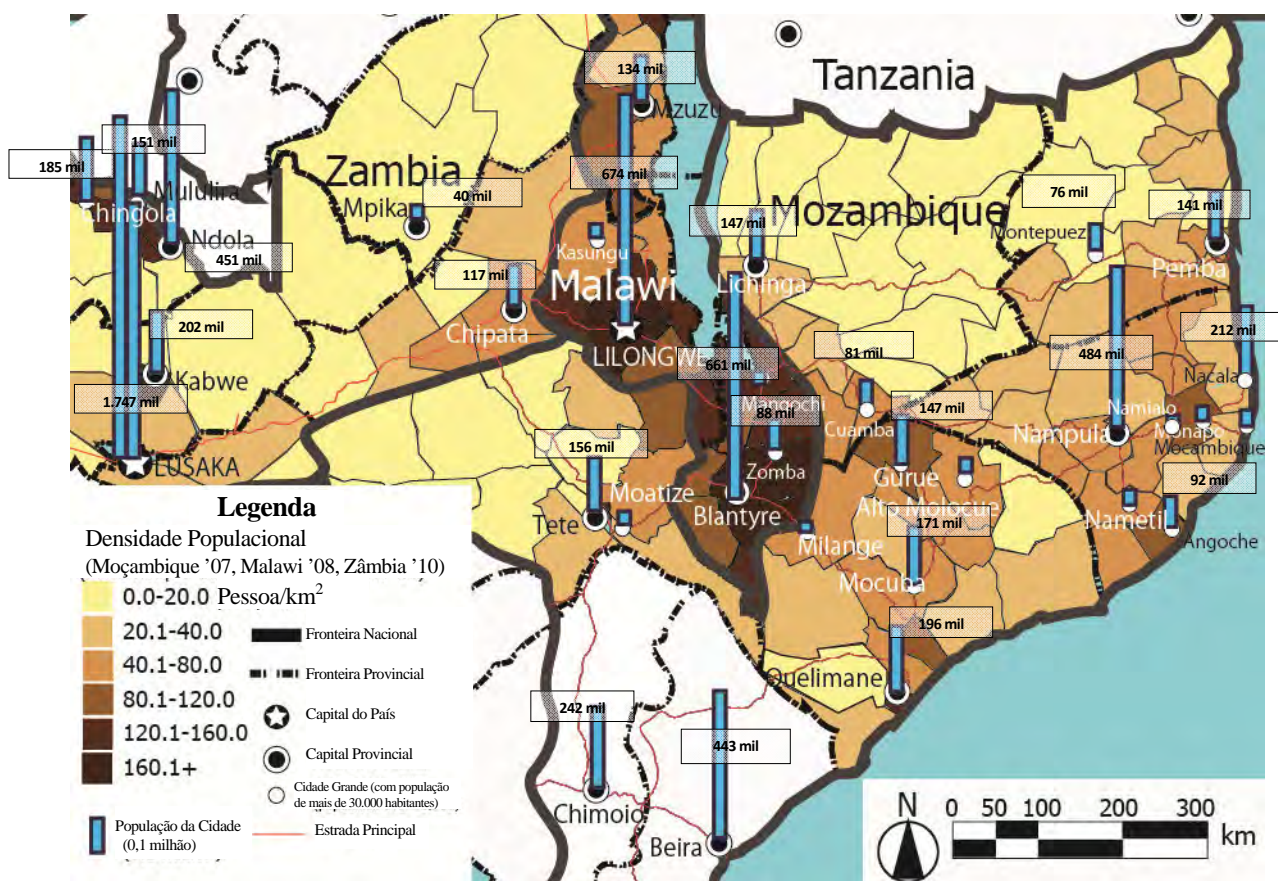 Tanzania
134 mil
Mzuzu
151 mil
185 mil
Mululira
Chingola
Zambia
Mpika
40 mil
674 mil
147 mil
Mozambique
76 mil
Montepuez
141 mil
Pemba
Ndola
451 mil
Kasungu
Malawi
Lichinga
117 mil
Chipata
202 mil
Kabwe
LILONGWE
661 mil
81 mil
484 mil
212 mil
Nacala
1.747 mil
Mangochi
88 mil
Cuamba
147 mil
Namialo
Nampula
Monapo
Mocambique
LUSAKA
156 mil
Zomba
Gurue
92 mil
Moatize
Alto Molocue
Tete
Blantyre
171 mil
Nametil
Angoche
Milange
Mocuba
196 mil
Quelimane
242 mil
443 mil
Chimoio
Beira
Legenda
Densidade Populacional
(Moçambique '07, Malawi '08, Zâmbia '10)
0.0-20.0 Pessoa/km²
20.1-40.0
40.1-80.0
80.1-120.0
120.1-160.0
160.1+
População da Cidade
(0,1 milhão)
Fronteira Nacional
Fronteira Provincial
Capital do País
Capital Provincial
Cidade Grande (com população
de mais de 30.000 habitantes)
Estrada Principal
N
0 50 100 200 300
km